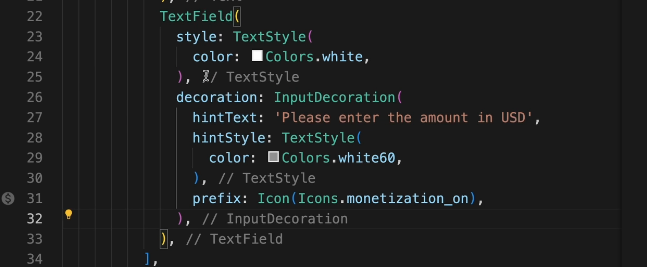 22 TextField(
23 style: TextStyle(
24 color: Colors.white,
25 ), // TextStyle
26 decoration: InputDecoration(
27 hintText: 'Please enter the amount in USD',
28 hintStyle: TextStyle(
29 color: Colors.white60,
30 ), // TextStyle
31 prefix: Icon(Icons.monetization_on),
32 ), // InputDecoration
33 ), // TextField
34 ],